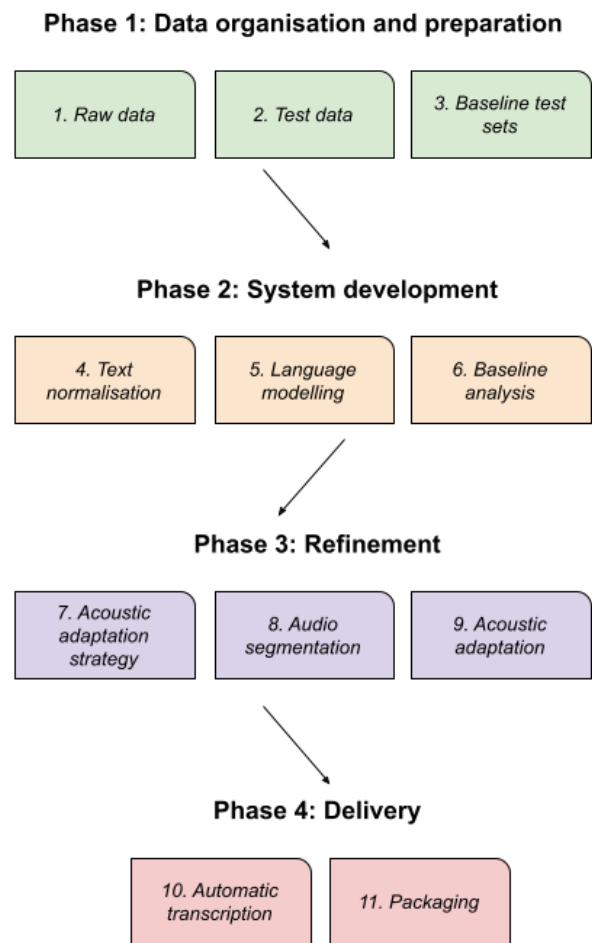 Phase 1: Data organisation and preparation
1. Raw data
2. Test data
3. Baseline test
sets
Phase 2: System development
4. Text
normalisation
5. Language
modelling
6. Baseline
analysis
Phase 3: Refinement
7. Acoustic
adaptation
strategy
8. Audio
segmentation
9. Acoustic
adaptation
Phase 4: Delivery
10. Automatic
transcription
11. Packaging